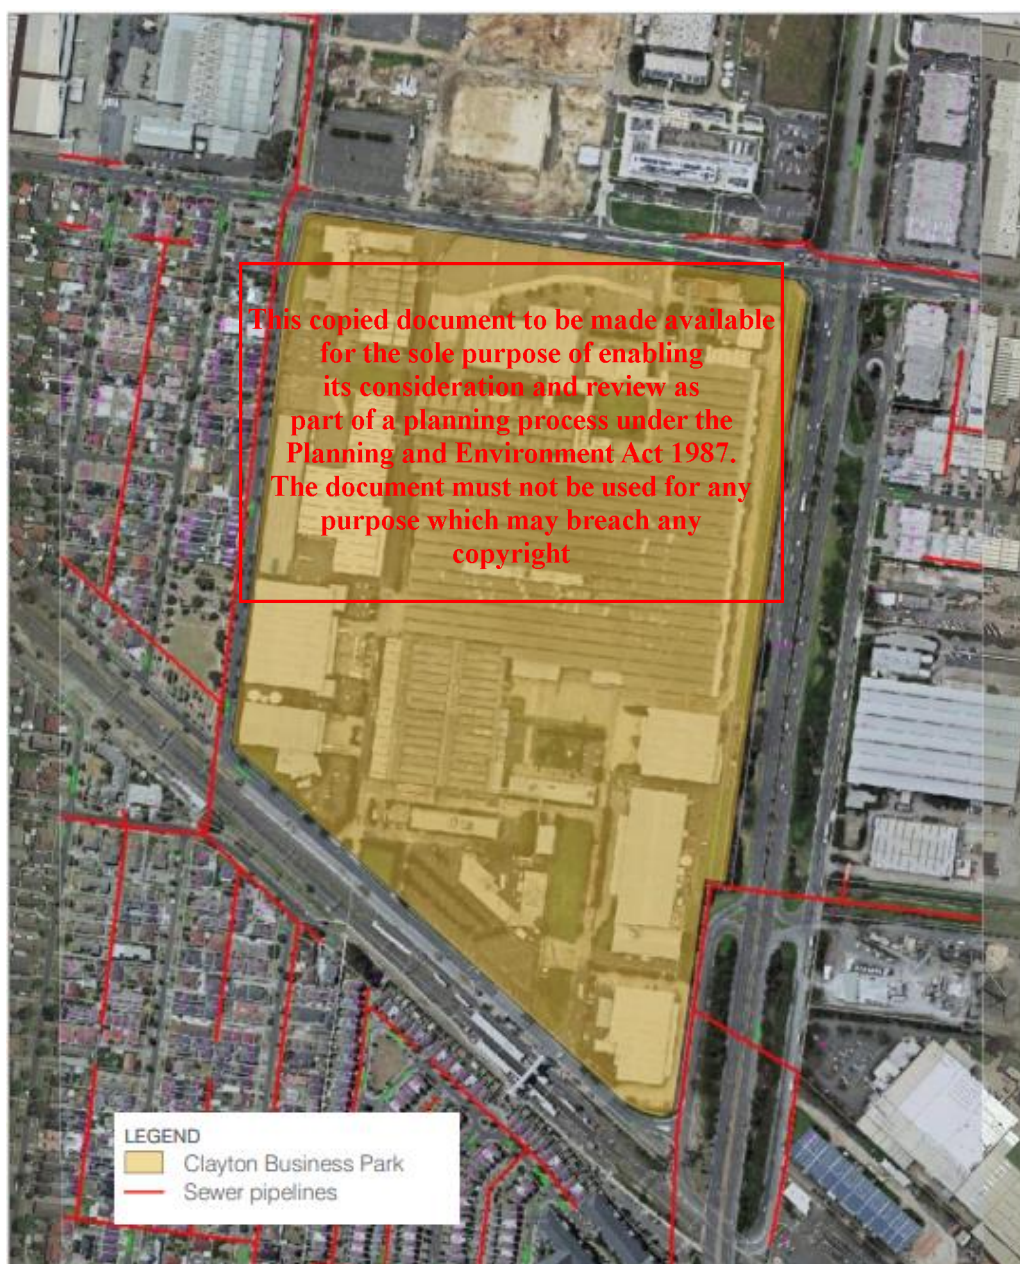 This copied document to be made available
for the sole purpose of enabling
its consideration and review as
part of a planning process under the
Planning and Environment Act 1987.
The document must not be used for any
purpose which may breach any
copyright
LEGEND
Clayton Business Park
Sewer pipelines